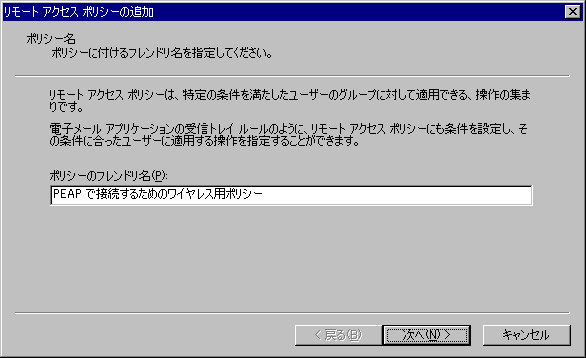 リモート アクセス ポリシーの追加
ポリシー名
ポリシーに付けるフレンドリ名を指定してください。
リモート アクセス ポリシーは、特定の条件を満たしたユーザーのグループに対して適用できる、操作の集ま
りです。
電子メール アプリケーションの受信トレイ ルールのように、リモート アクセス ポリシーにも条件を設定し、そ
の条件に合ったユーザーに適用する操作を指定することができます。
ポリシーのフレンドリ名(P):
PEAP で接続するためのワイヤレス用ポリシー
< 戻る(B)
次へ(N) >
キャンセル